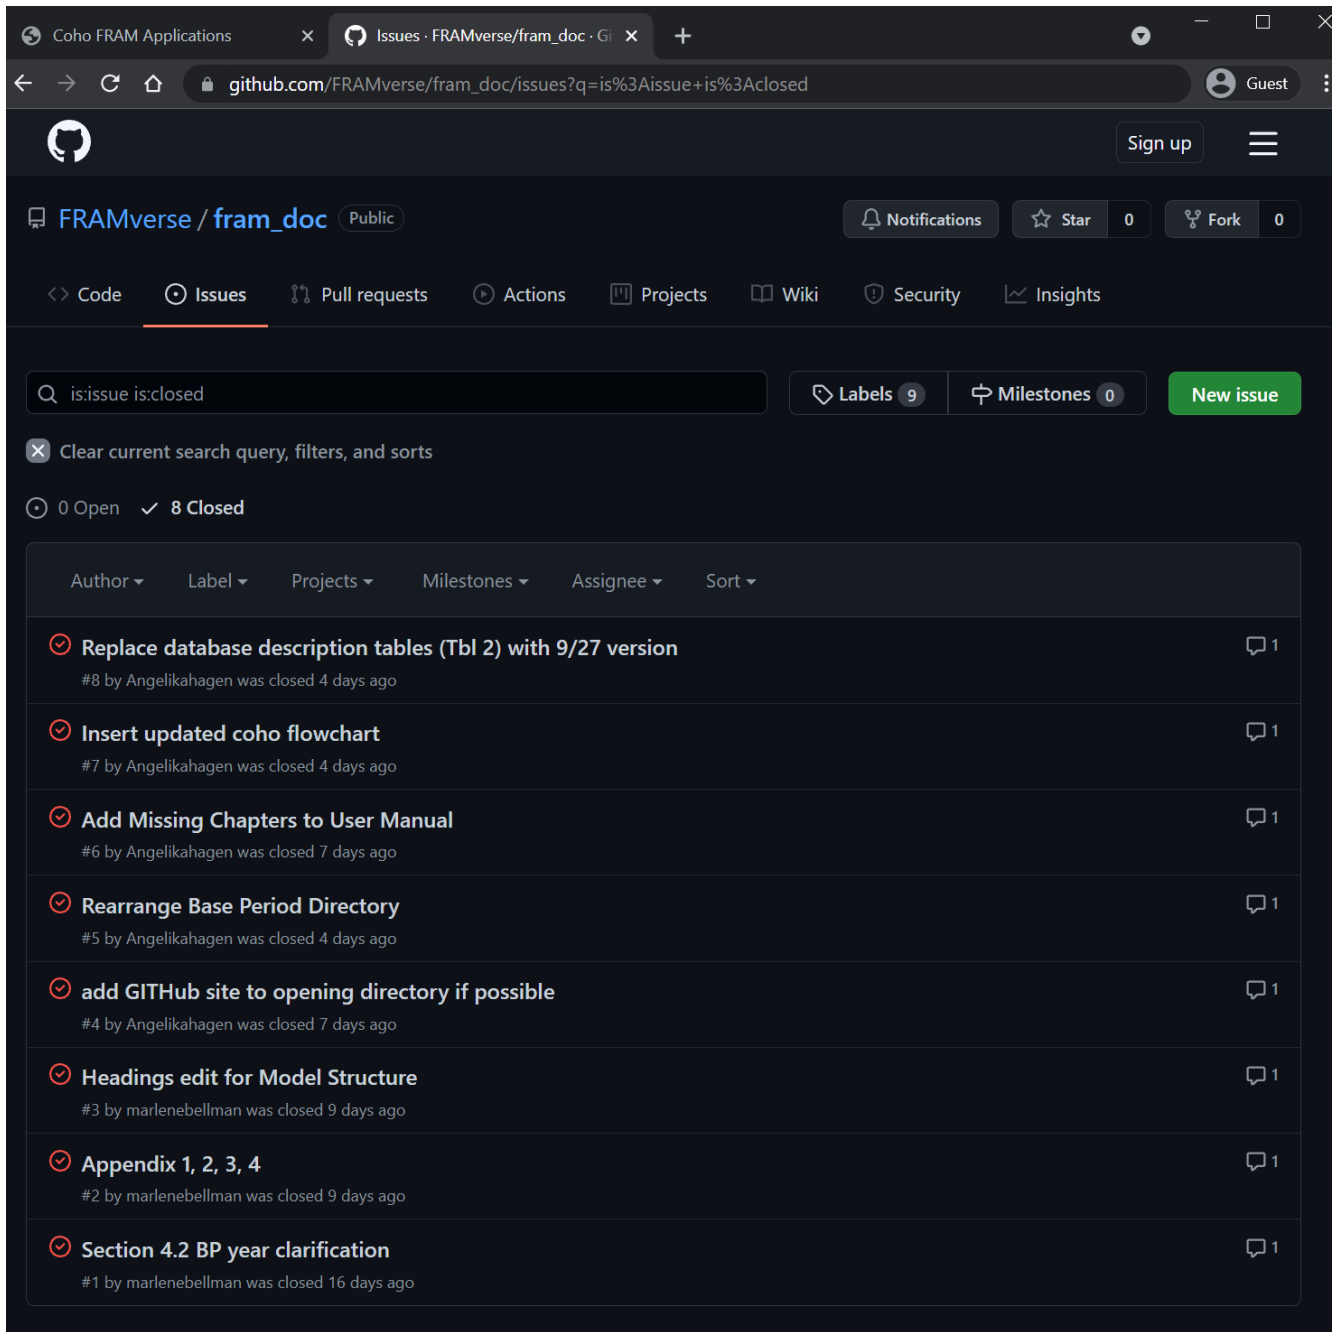 Coho FRAM Applications
Issues · FRAMverse/fram_doc · Gi
github.com/FRAMverse/fram_doc/issues?q=is%3Aissue+is%3Aclosed
Guest
Sign up
FRAMverse / fram_doc Public
Notifications Star 0 Fork 0
Code Issues Pull requests Actions Projects Wiki Security Insights
is:issue is:closed
Labels 9 Milestones 0 New issue
Clear current search query, filters, and sorts
0 Open 8 Closed
Author Label Projects Milestones Assignee Sort
Replace database description tables (Tbl 2) with 9/27 version 1
#8 by Angelikahagen was closed 4 days ago
Insert updated coho flowchart 1
#7 by Angelikahagen was closed 4 days ago
Add Missing Chapters to User Manual 1
#6 by Angelikahagen was closed 7 days ago
Rearrange Base Period Directory 1
#5 by Angelikahagen was closed 4 days ago
add GITHub site to opening directory if possible 1
#4 by Angelikahagen was closed 7 days ago
Headings edit for Model Structure 1
#3 by marlenebellman was closed 9 days ago
Appendix 1, 2, 3, 4 1
#2 by marlenebellman was closed 9 days ago
Section 4.2 BP year clarification 1
#1 by marlenebellman was closed 16 days ago